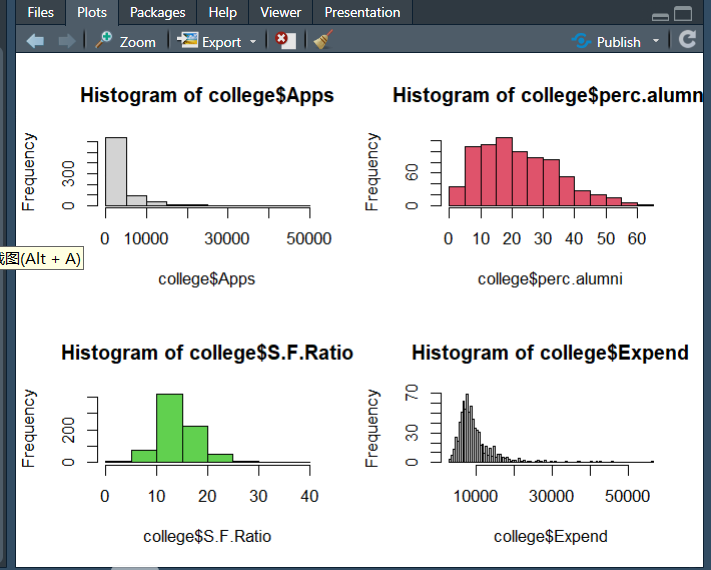 Files Plots Packages Help Viewer Presentation
Zoom Export Publish
Histogram of college$Apps
Frequency
0 300
0 10000 30000 50000
college$Apps
Histogram of college$perc.alumn
Frequency
0 60
0 10 20 30 40 50 60
college$perc.alumni
图(Alt + A)
Histogram of college$S.F.Ratio
Frequency
0 200
0 10 20 30 40
college$S.F.Ratio
Histogram of college$Expend
Frequency
0 30 70
10000 30000 50000
college$Expend